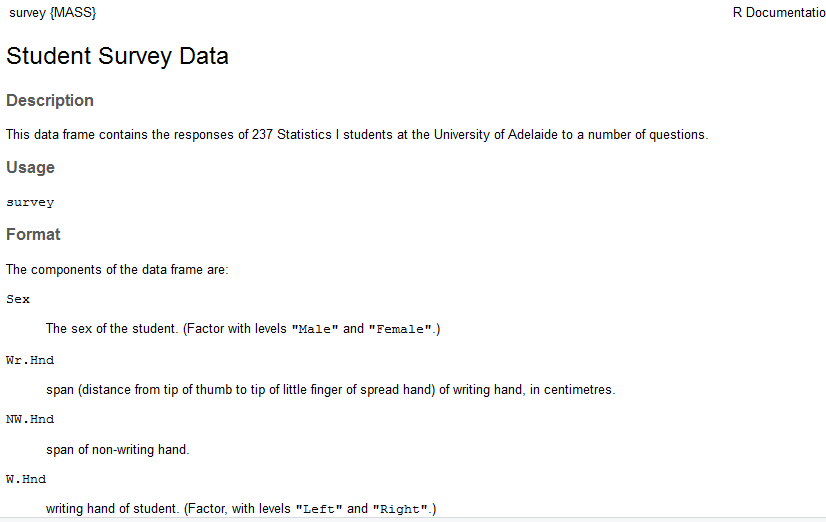 survey {MASS}
R Documentatio
Student Survey Data
Description
This data frame contains the responses of 237 Statistics I students at the University of Adelaide to a number of questions.
Usage
survey
Format
The components of the data frame are:
Sex
The sex of the student. (Factor with levels "Male" and "Female".)
Wr.Hnd
span (distance from tip of thumb to tip of little finger of spread hand) of writing hand, in centimetres.
NW.Hnd
span of non-writing hand.
W.Hnd
writing hand of student. (Factor, with levels "Left" and "Right".)